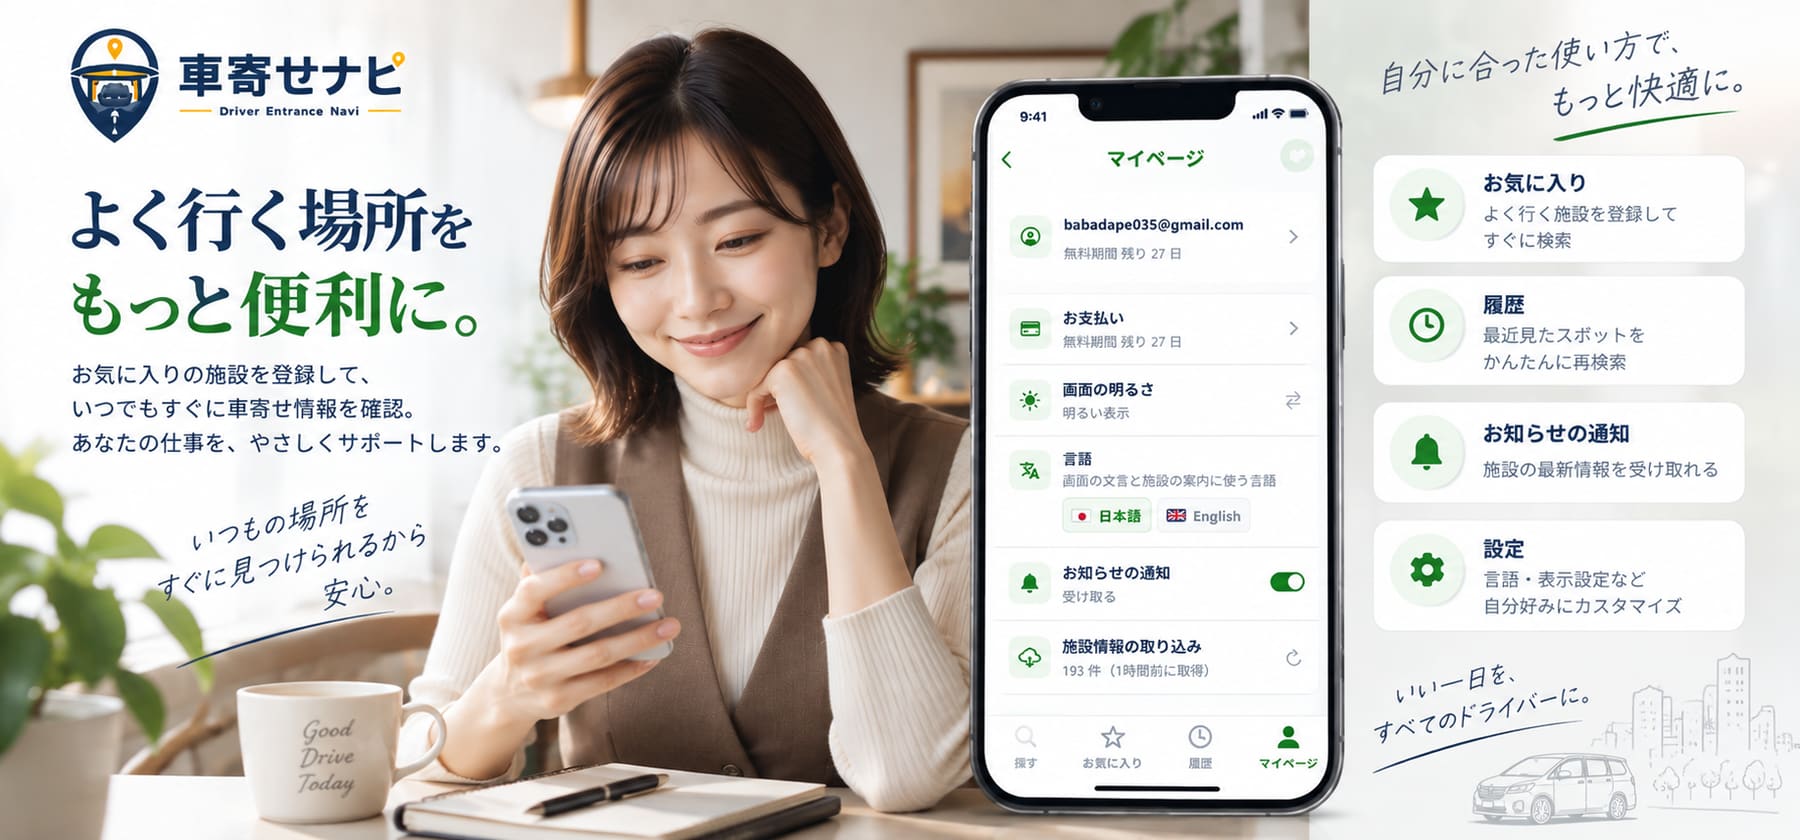 車寄せナビ
Driver Entrance Navi
よく行く場所を
もっと便利に。
お気に入りの施設を登録して、
いつでもすぐに車寄せ情報を確認。
あなたの仕事を、やさしくサポートします。
いつもの場所を
すぐに見つけられるから
安心。
Good
Drive
Today
9:41
マイページ
babadape035@gmail.com
無料期間 残り 27 日
お支払い
無料期間 残り 27 日
画面の明るさ
明るい表示
言語
画面の文言と施設の案内に使う言語
日本語 English
お知らせの通知
受け取る
施設情報の取り込み
193 件（1時間前に取得）
探す お気に入り 履歴 マイページ
自分に合った使い方で、
もっと快適に。
お気に入り
よく行く施設を登録して
すぐに検索
履歴
最近見たスポットを
かんたんに再検索
お知らせの通知
施設の最新情報を受け取れる
設定
言語・表示設定など
自分好みにカスタマイズ
いい一日を、
すべてのドライバーに。